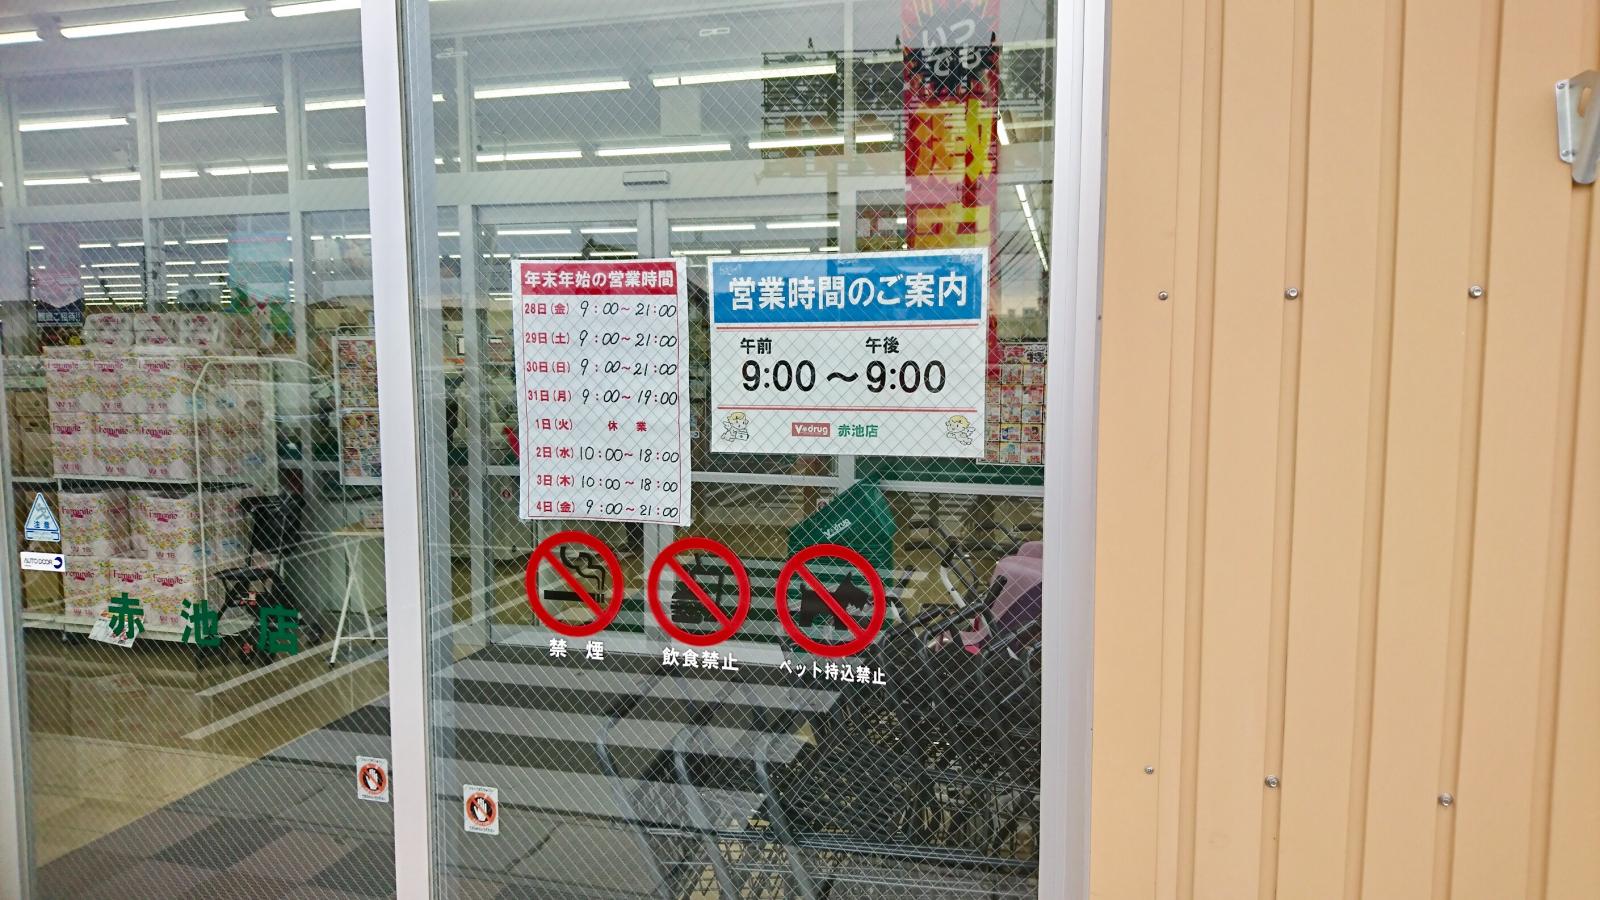 いつも
年末年始の営業時間
28日(金) 9:00~21:00
29日(土) 9:00~21:00
30日(日) 9:00~21:00
31日(月) 9:00~19:00
1日(火) 休業
2日(水) 10:00~18:00
3日(木) 10:00~18:00
4日(金) 9:00~21:00
営業時間のご案内
午前 午後
9:00~9:00
V♥drug 赤池店
V♥drug
禁煙
飲食禁止
ペット持込禁止
注意
AUTO DOOR
赤池店
Feminite
W 18